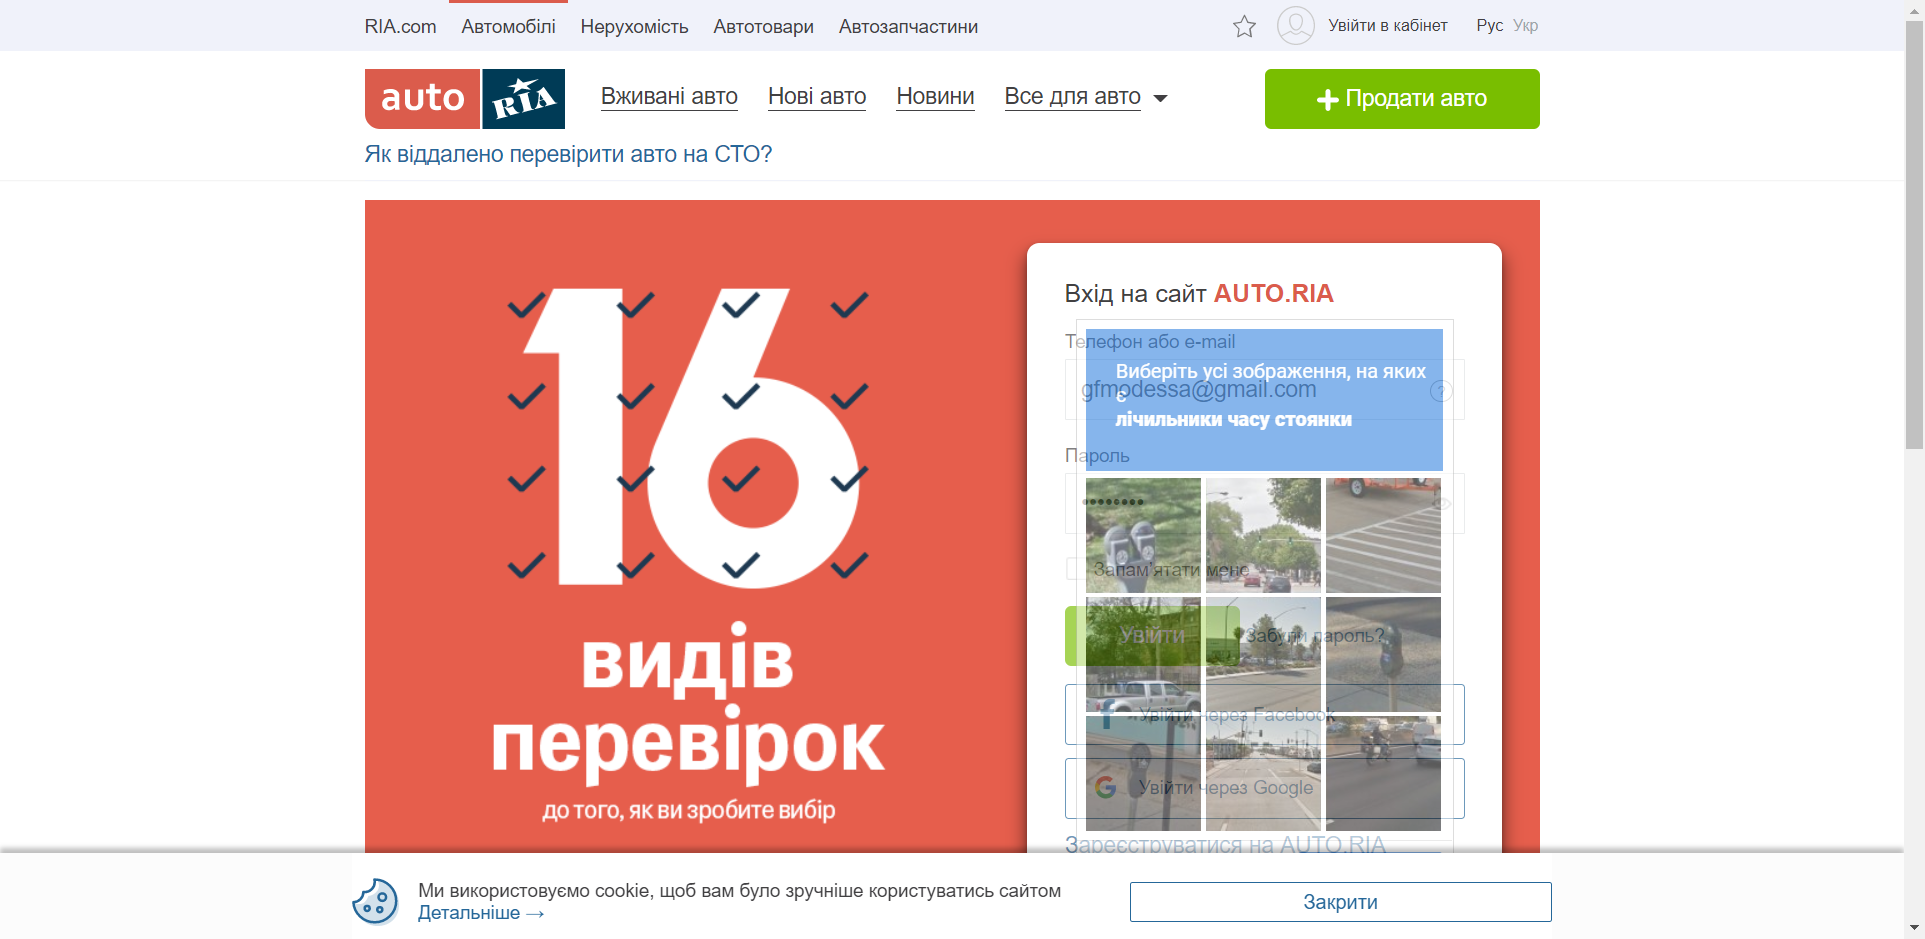 RIA.com Автомобілі Нерухомість Автотовари Автозапчастини Увійти в кабінет Рус Укр
auto RIA Вживані авто Нові авто Новини Все для авто Продати авто
Як віддалено перевірити авто на СТО?
16
видів
перевірок
до того, як ви зробите вибір
Вхід на сайт AUTO.RIA
Телефон або e-mail
Виберіть усі зображення, на яких
є
лічильники часу стоянки
gfmodessa@gmail.com
Пароль
Запам'ятати мене
Увійти Забули пароль?
Увійти через Facebook
Увійти через Google
Зареєструватися на AUTO.RIA
Ми використовуємо cookie, щоб вам було зручніше користуватись сайтом
Детальніше →
Закрити